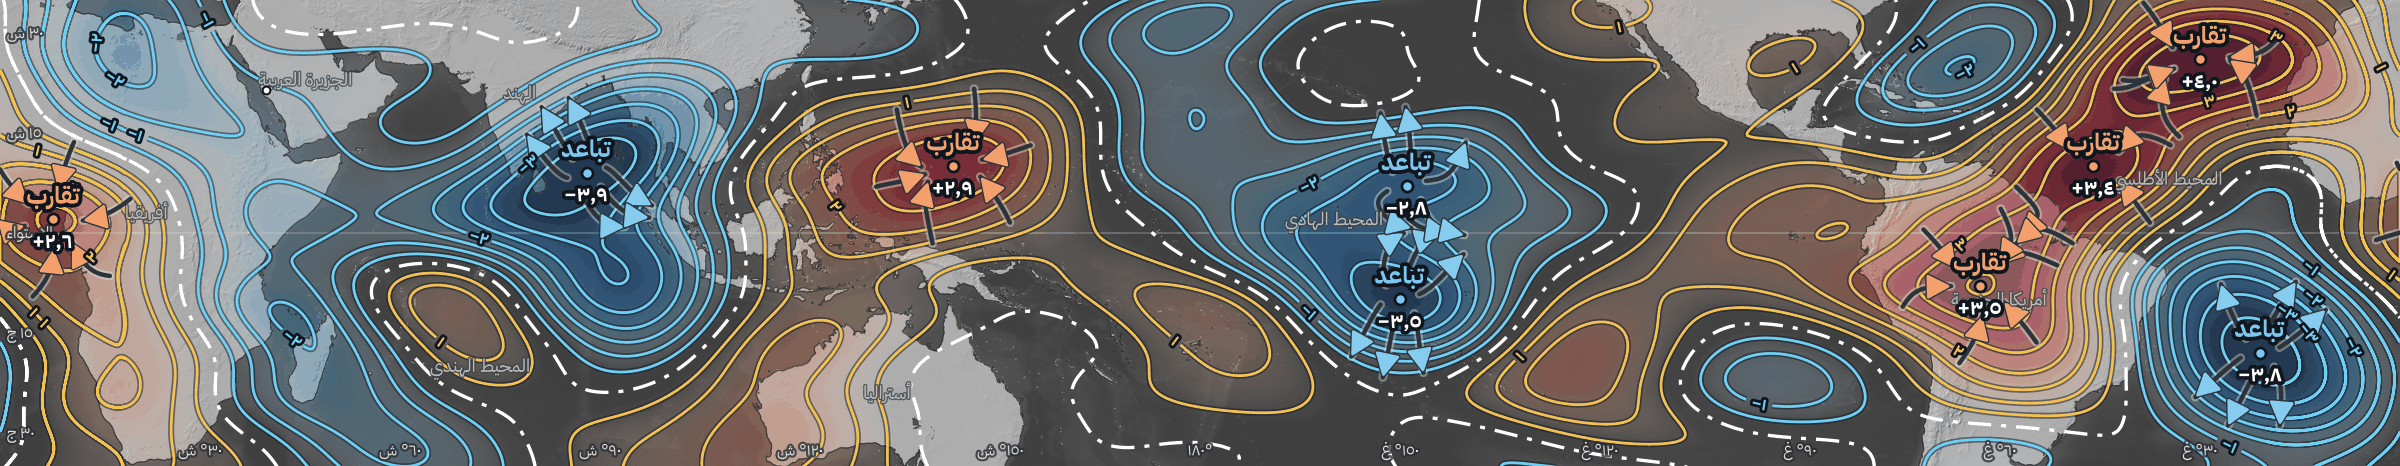 ٣٠° ش
١٥° ش
١٥° ج
٣٠° ج
الجزيرة العربية
الهند
أفريقيا
المحيط الهندي
أستراليا
المحيط الهادي
المحيط الأطلسي
تقارب
+٢,٦
تباعد
−٣,٩
تقارب
+٢,٩
تباعد
−٢,٨
تباعد
−٣,٥
تقارب
+٤,٠
تقارب
+٣,٤
تقارب
+٣,٥
تباعد
−٣,٨
٣٠° ش
٦٠° ش
٩٠° ش
١٢٠° ش
١٥٠° ش
١٨٠°
١٥٠° غ
١٢٠° غ
٩٠° غ
٦٠° غ
٣٠° غ